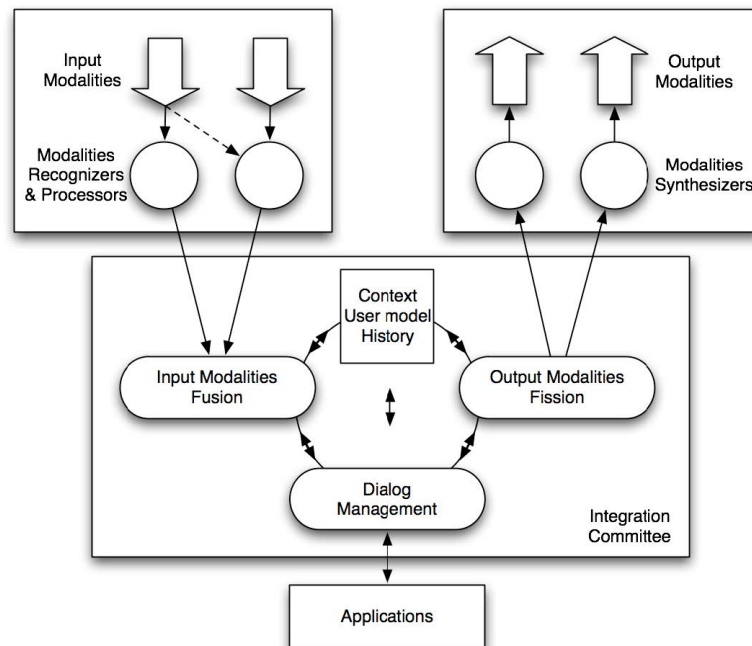 Input
Modalities
Output
Modalities
Modalities
Recognizers
& Processors
Modalities
Synthesizers
Context
User model
History
Input Modalities
Fusion
Output Modalities
Fission
Dialog
Management
Integration
Committee
Applications